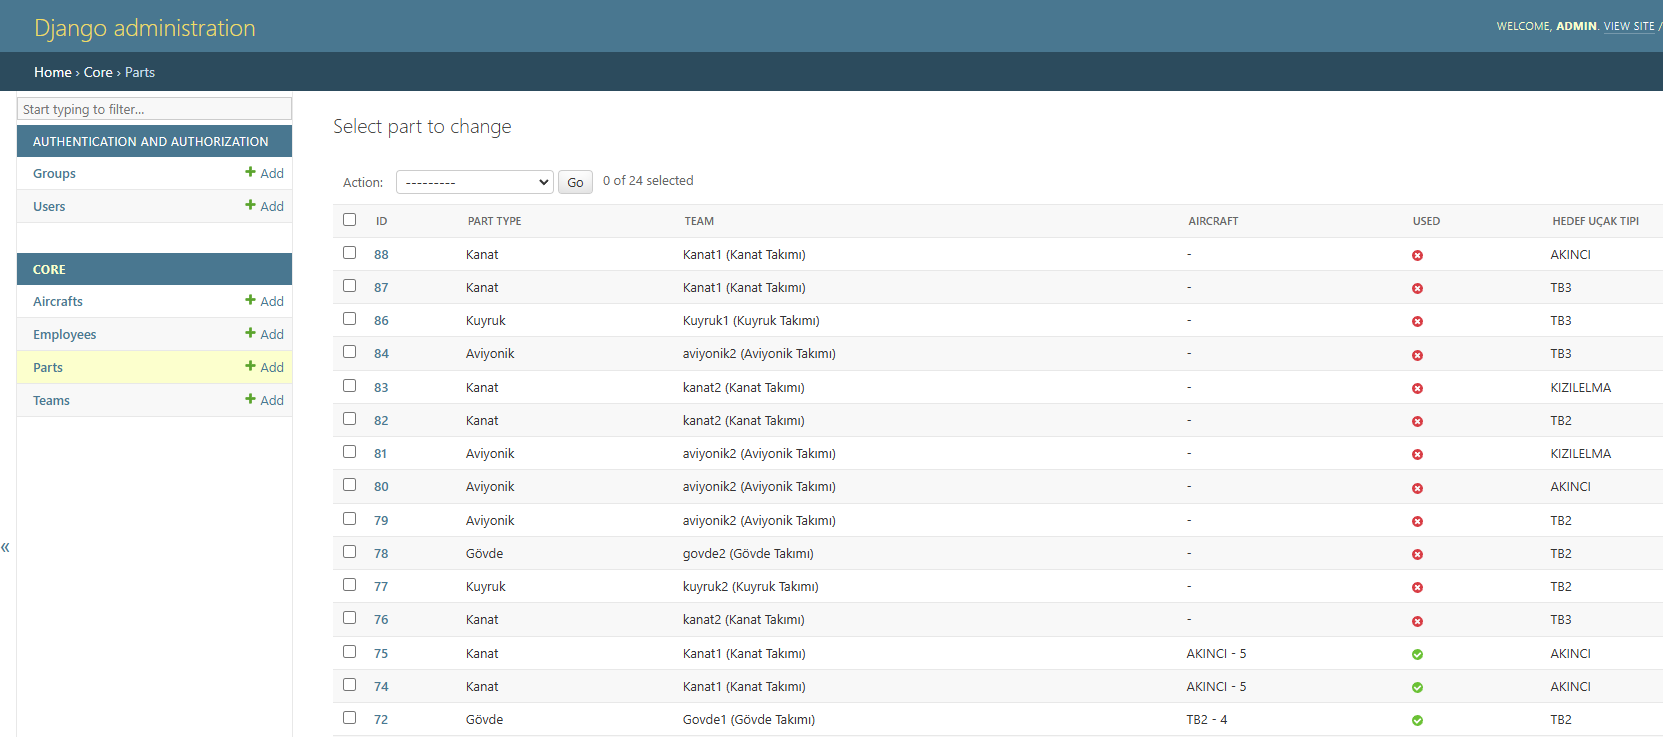 Django administration
WELCOME, ADMIN. VIEW SITE /
Home › Core › Parts
Start typing to filter...
AUTHENTICATION AND AUTHORIZATION
Groups + Add
Users + Add
CORE
Aircrafts + Add
Employees + Add
Parts + Add
Teams + Add
«
Select part to change
Action: --------- Go 0 of 24 selected
ID PART TYPE TEAM AIRCRAFT USED HEDEF UÇAK TIPI
88 Kanat Kanat1 (Kanat Takımı) - AKINCI
87 Kanat Kanat1 (Kanat Takımı) - TB3
86 Kuyruk Kuyruk1 (Kuyruk Takımı) - TB3
84 Aviyonik aviyonik2 (Aviyonik Takımı) - TB3
83 Kanat kanat2 (Kanat Takımı) - KIZILELMA
82 Kanat kanat2 (Kanat Takımı) - TB2
81 Aviyonik aviyonik2 (Aviyonik Takımı) - KIZILELMA
80 Aviyonik aviyonik2 (Aviyonik Takımı) - AKINCI
79 Aviyonik aviyonik2 (Aviyonik Takımı) - TB2
78 Gövde govde2 (Gövde Takımı) - TB2
77 Kuyruk kuyruk2 (Kuyruk Takımı) - TB2
76 Kanat kanat2 (Kanat Takımı) - TB3
75 Kanat Kanat1 (Kanat Takımı) AKINCI - 5 AKINCI
74 Kanat Kanat1 (Kanat Takımı) AKINCI - 5 AKINCI
72 Gövde Govde1 (Gövde Takımı) TB2 - 4 TB2